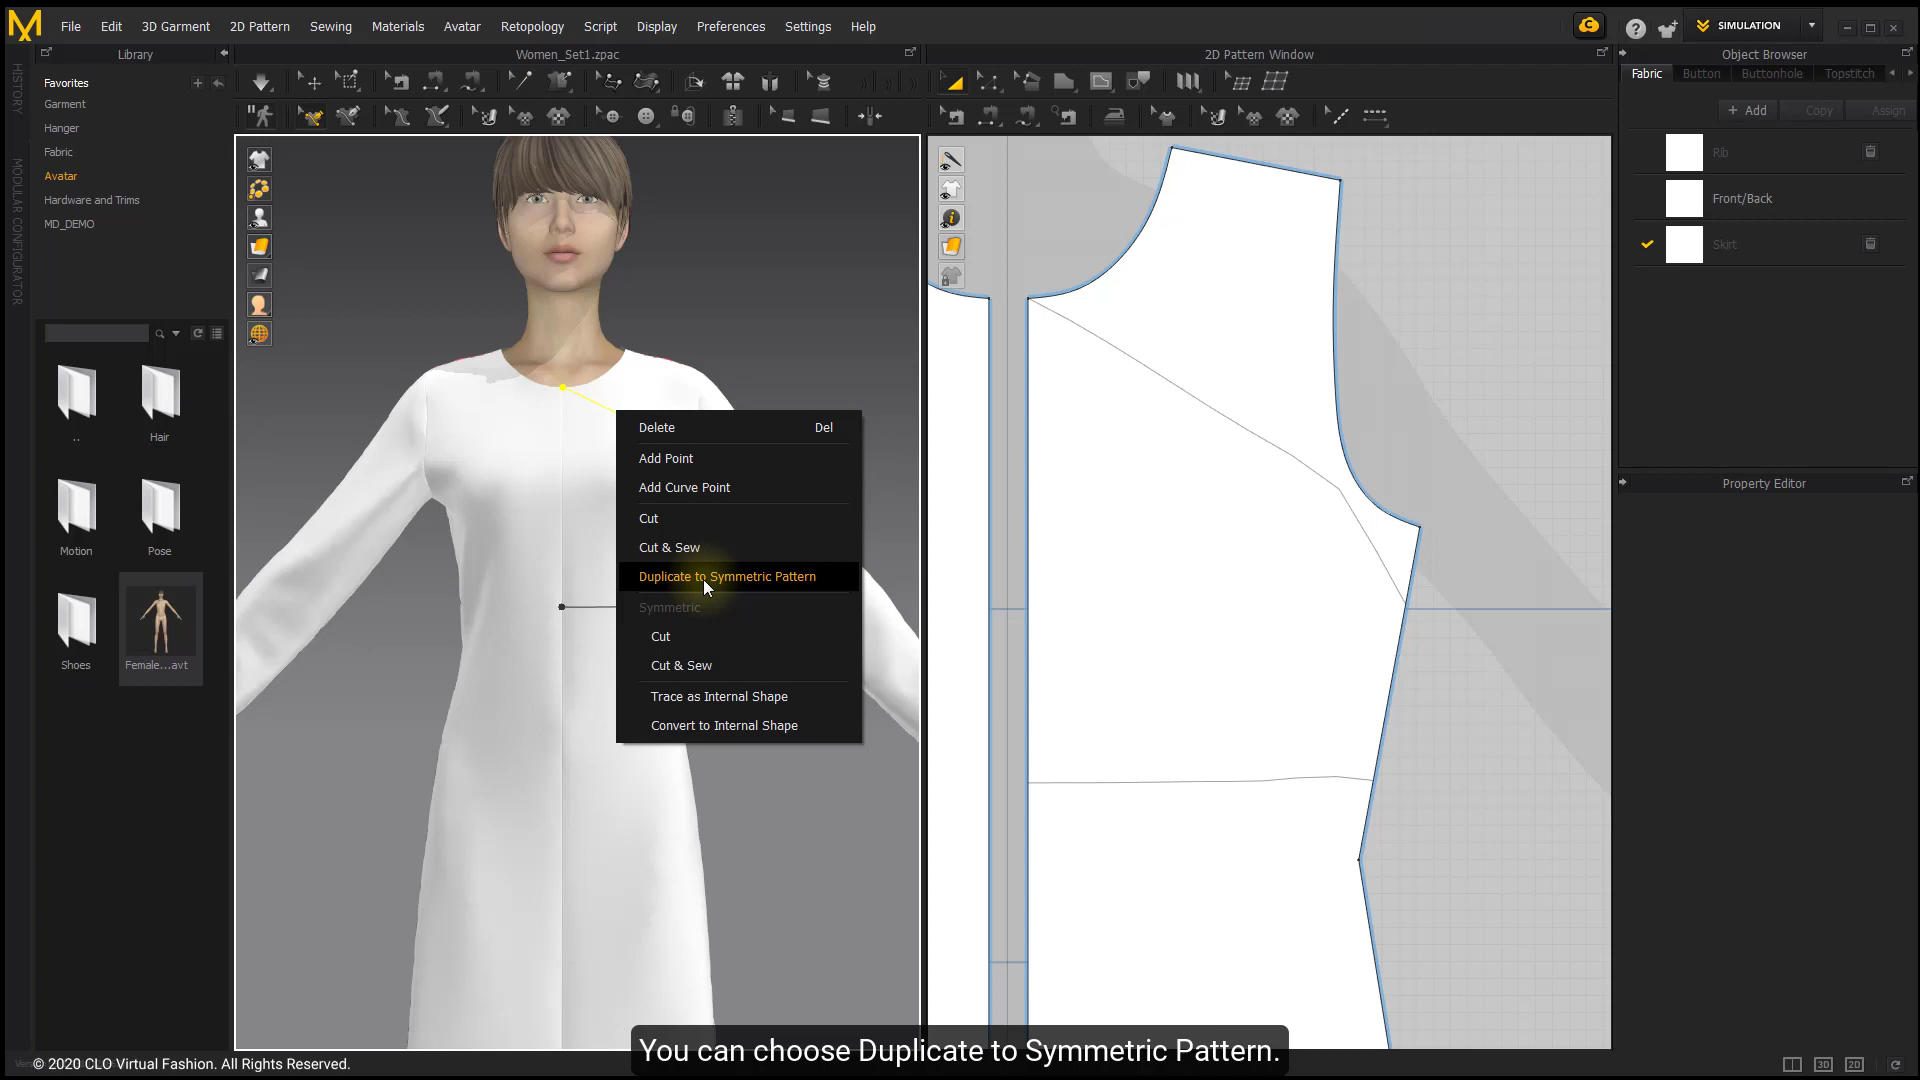 File Edit 3D Garment 2D Pattern Sewing Materials Avatar Retopology Script Display Preferences Settings Help
SIMULATION
Library
Women_Set1.zpac
2D Pattern Window
Object Browser
HISTORY
MODULAR CONFIGURATOR
Favorites
Garment
Hanger
Fabric
Avatar
Hardware and Trims
MD_DEMO
..
Hair
Motion
Pose
Shoes
Female...avt
Delete Del
Add Point
Add Curve Point
Cut
Cut & Sew
Duplicate to Symmetric Pattern
Symmetric
Cut
Cut & Sew
Trace as Internal Shape
Convert to Internal Shape
Fabric Button Buttonhole Topstitch
+ Add Copy Assign
Rib
Front/Back
Skirt
Property Editor
3D 2D
You can choose Duplicate to Symmetric Pattern.
© 2020 CLO Virtual Fashion. All Rights Reserved.